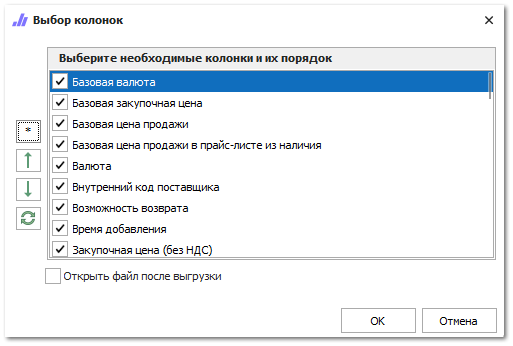 Выбор колонок
Выберите необходимые колонки и их порядок
Базовая валюта
Базовая закупочная цена
Базовая цена продажи
Базовая цена продажи в прайс-листе из наличия
Валюта
Внутренний код поставщика
Возможность возврата
Время добавления
Закупочная цена (без НДС)
*
Открыть файл после выгрузки
OK
Отмена